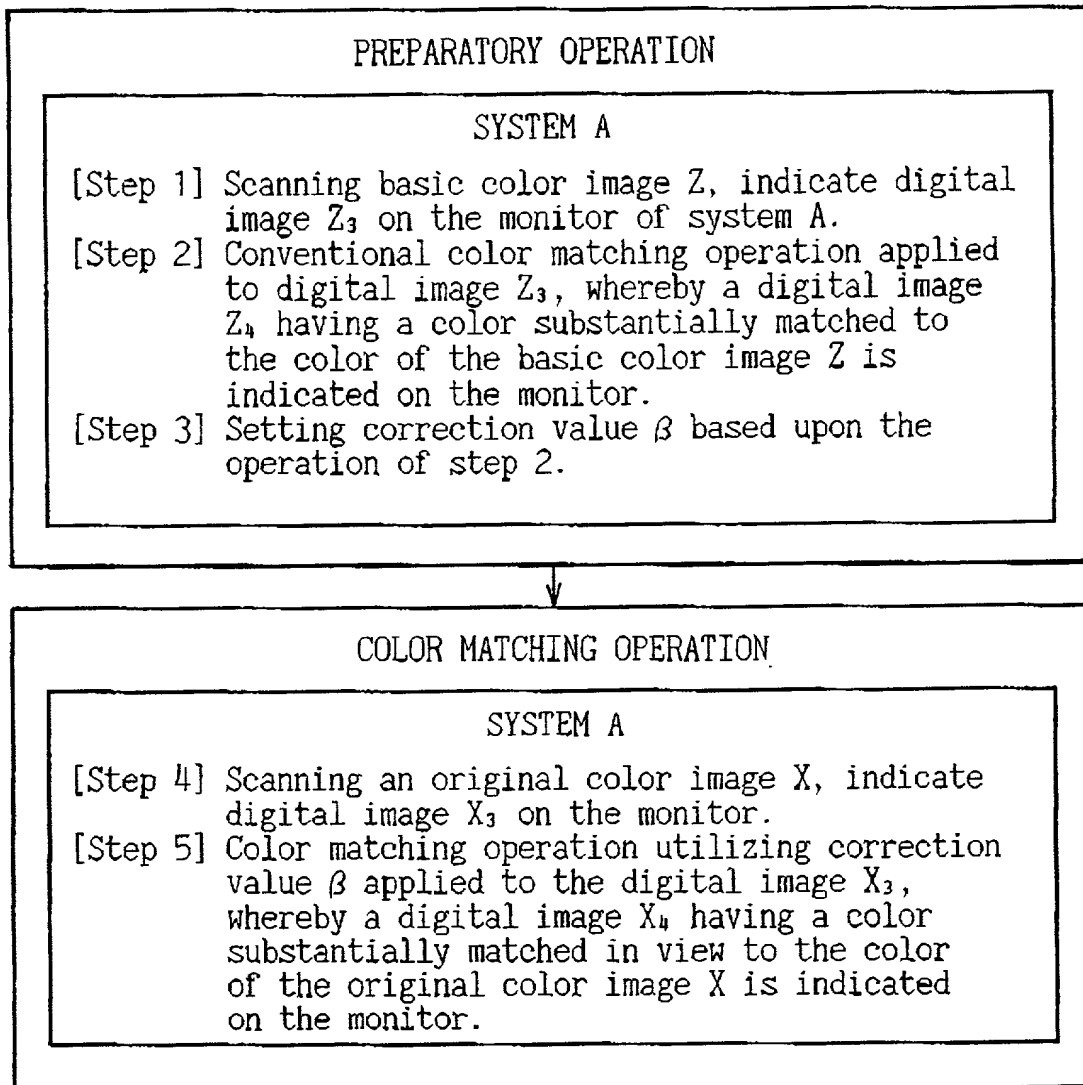 PREPARATORY OPERATION
SYSTEM A
[Step 1] Scanning basic color image Z, indicate digital
image Z₃ on the monitor of system A.
[Step 2] Conventional color matching operation applied
to digital image Z₃, whereby a digital image
Z₄ having a color substantially matched to
the color of the basic color image Z is
indicated on the monitor.
[Step 3] Setting correction value β based upon the
operation of step 2.
COLOR MATCHING OPERATION
SYSTEM A
[Step 4] Scanning an original color image X, indicate
digital image X₃ on the monitor.
[Step 5] Color matching operation utilizing correction
value β applied to the digital image X₃,
whereby a digital image X₄ having a color
substantially matched in view to the color
of the original color image X is indicated
on the monitor.